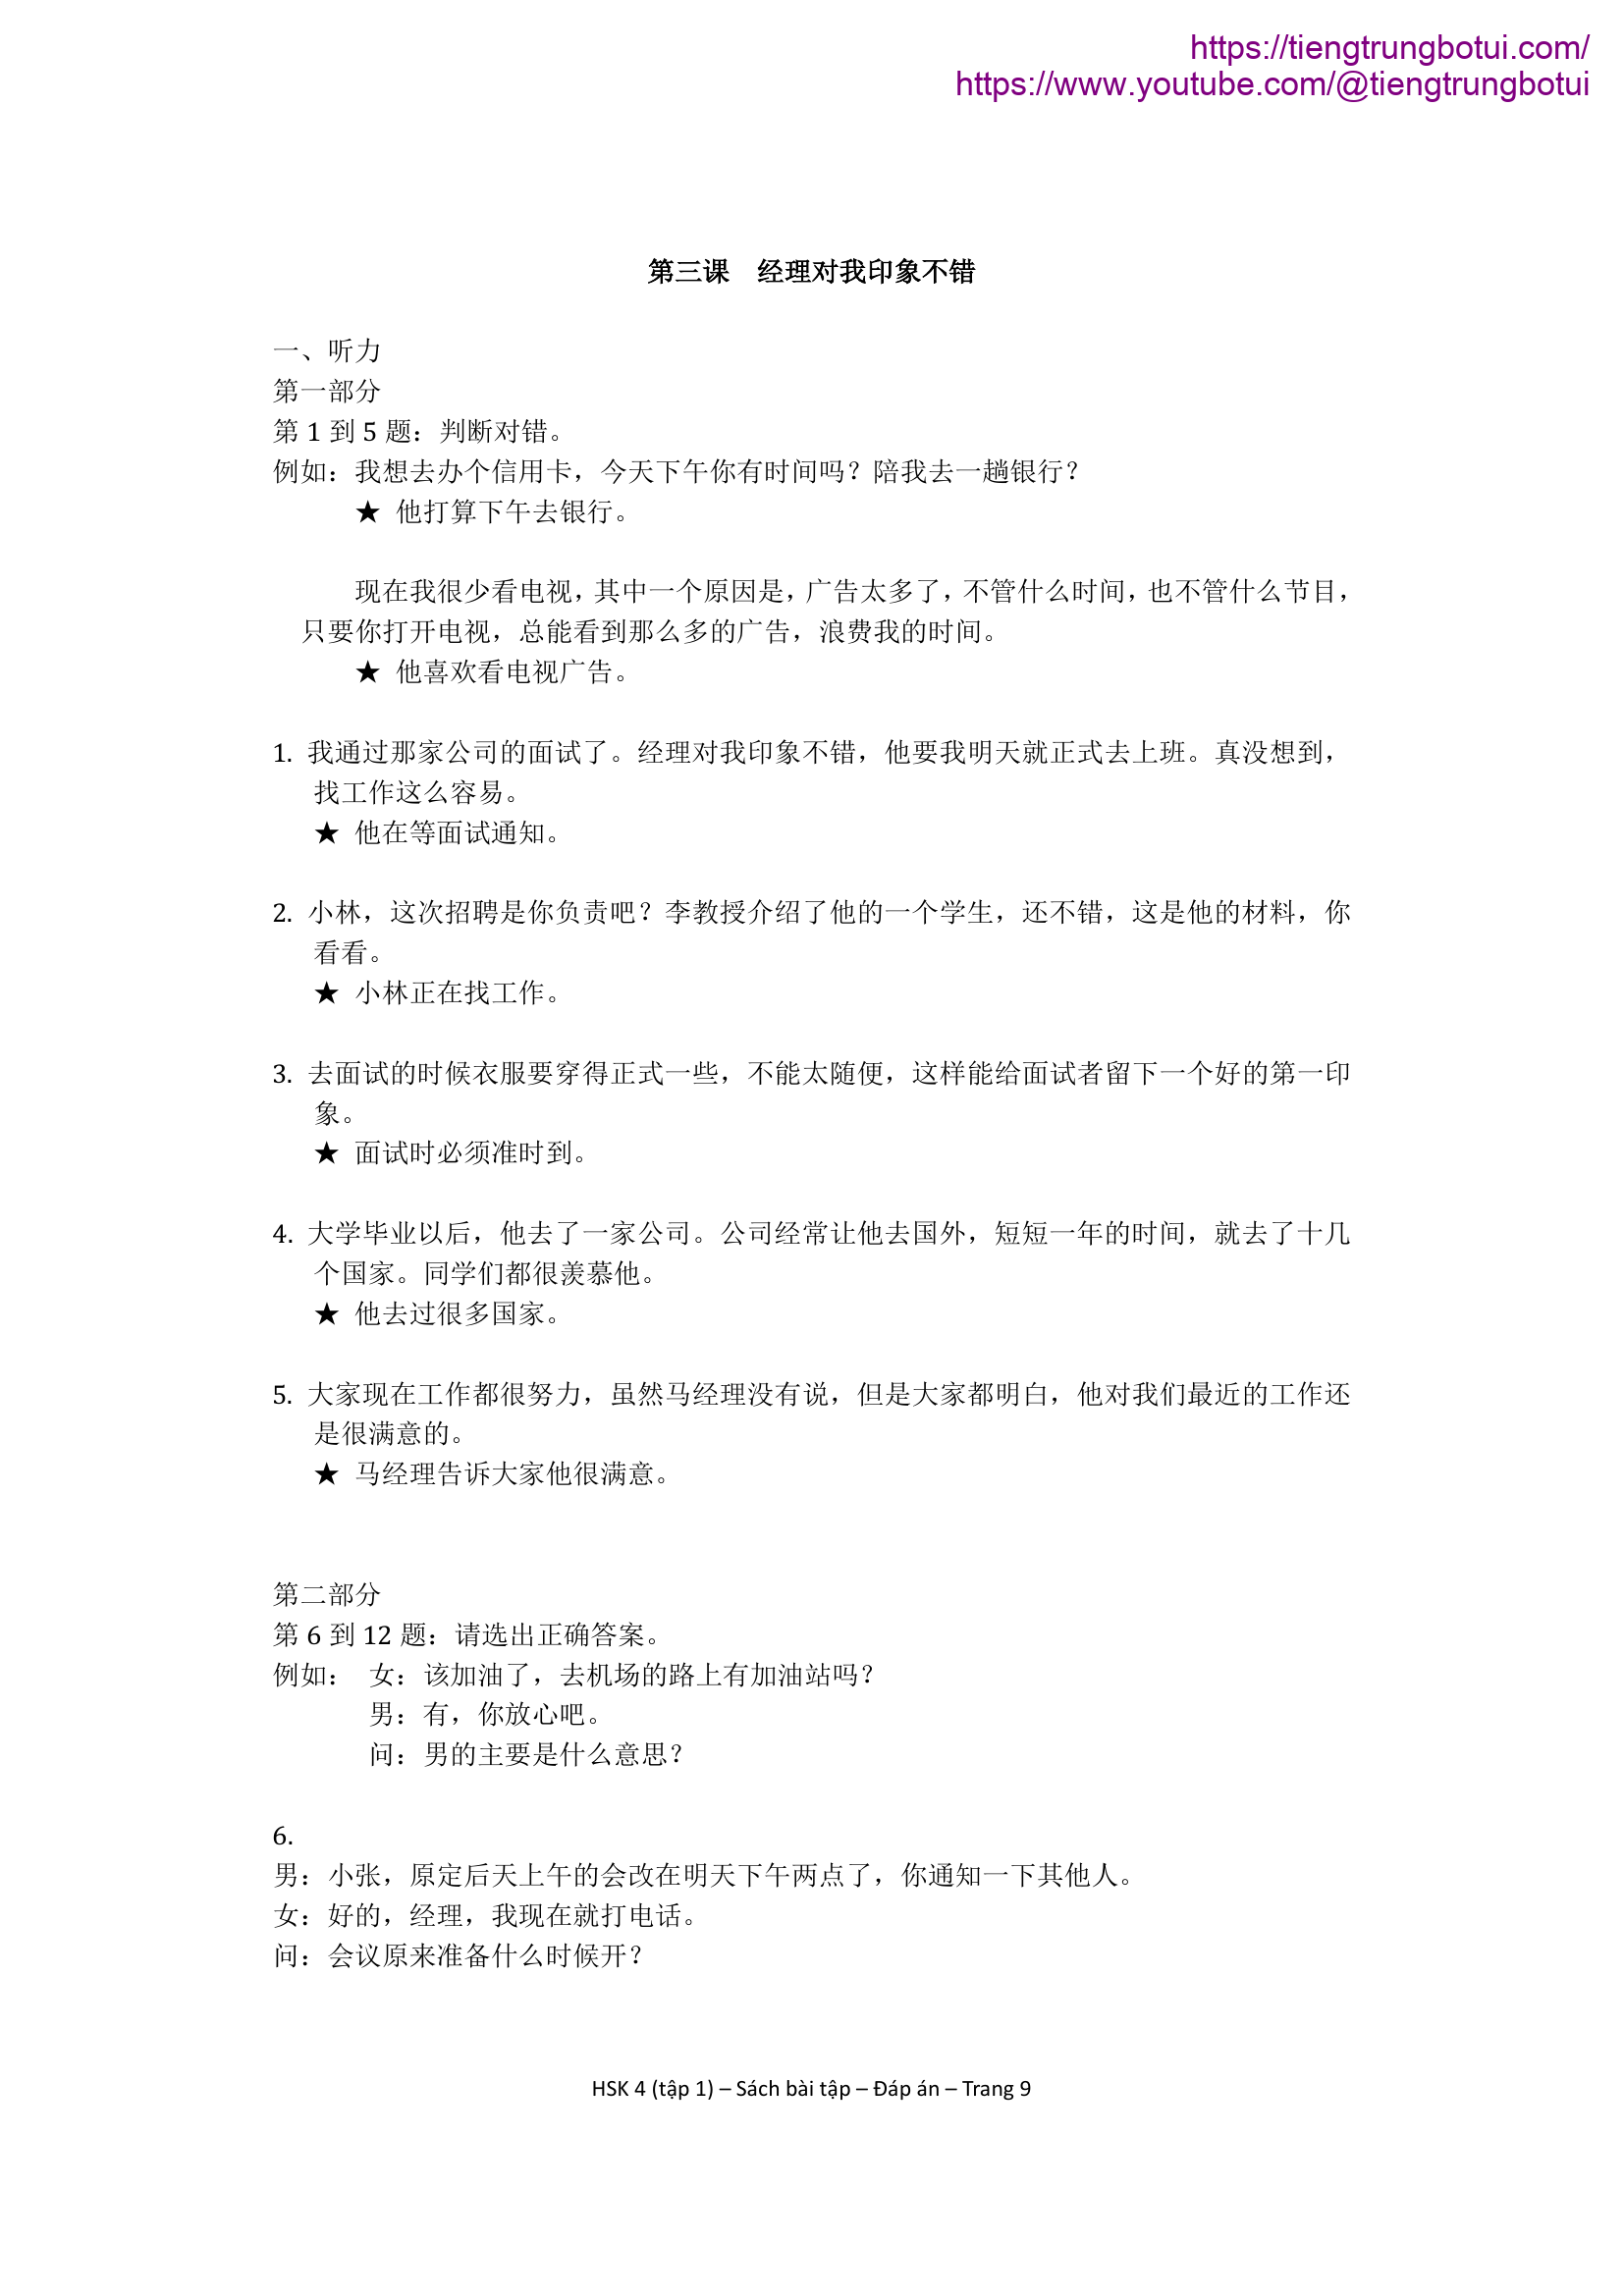 https://tiengtrungbotui.com/
https://www.youtube.com/@tiengtrungbotui
第三课　经理对我印象不错
一、听力
第一部分
第 1 到 5 题：判断对错。
例如：我想去办个信用卡，今天下午你有时间吗？陪我去一趟银行？
★ 他打算下午去银行。
现在我很少看电视，其中一个原因是，广告太多了，不管什么时间，也不管什么节目，
只要你打开电视，总能看到那么多的广告，浪费我的时间。
★ 他喜欢看电视广告。
1. 我通过那家公司的面试了。经理对我印象不错，他要我明天就正式去上班。真没想到，
找工作这么容易。
★ 他在等面试通知。
2. 小林，这次招聘是你负责吧？李教授介绍了他的一个学生，还不错，这是他的材料，你
看看。
★ 小林正在找工作。
3. 去面试的时候衣服要穿得正式一些，不能太随便，这样能给面试者留下一个好的第一印
象。
★ 面试时必须准时到。
4. 大学毕业以后，他去了一家公司。公司经常让他去国外，短短一年的时间，就去了十几
个国家。同学们都很羡慕他。
★ 他去过很多国家。
5. 大家现在工作都很努力，虽然马经理没有说，但是大家都明白，他对我们最近的工作还
是很满意的。
★ 马经理告诉大家他很满意。
第二部分
第 6 到 12 题：请选出正确答案。
例如： 女：该加油了，去机场的路上有加油站吗？
男：有，你放心吧。
问：男的主要是什么意思？
6.
男：小张，原定后天上午的会改在明天下午两点了，你通知一下其他人。
女：好的，经理，我现在就打电话。
问：会议原来准备什么时候开？
HSK 4 (tập 1) – Sách bài tập – Đáp án – Trang 9